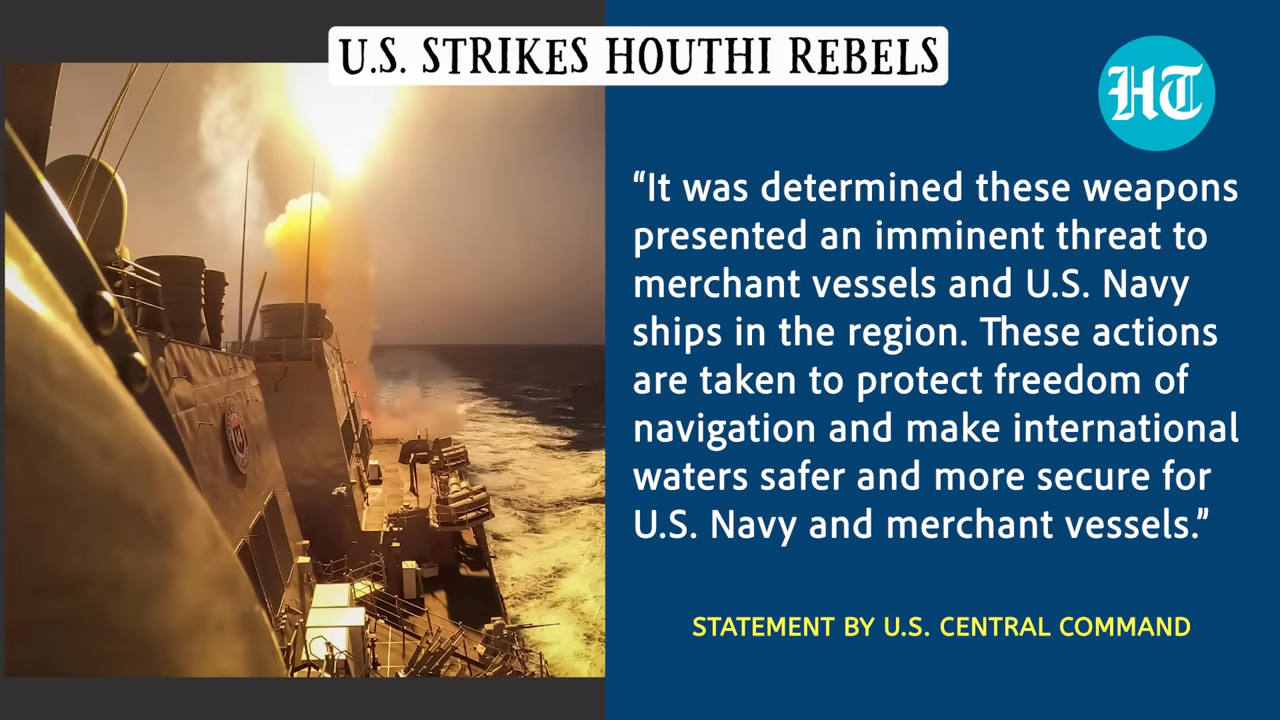 U.S. STRIKES HOUTHI REBELS
HT
“It was determined these weapons
presented an imminent threat to
merchant vessels and U.S. Navy
ships in the region. These actions
are taken to protect freedom of
navigation and make international
waters safer and more secure for
U.S. Navy and merchant vessels.”
STATEMENT BY U.S. CENTRAL COMMAND